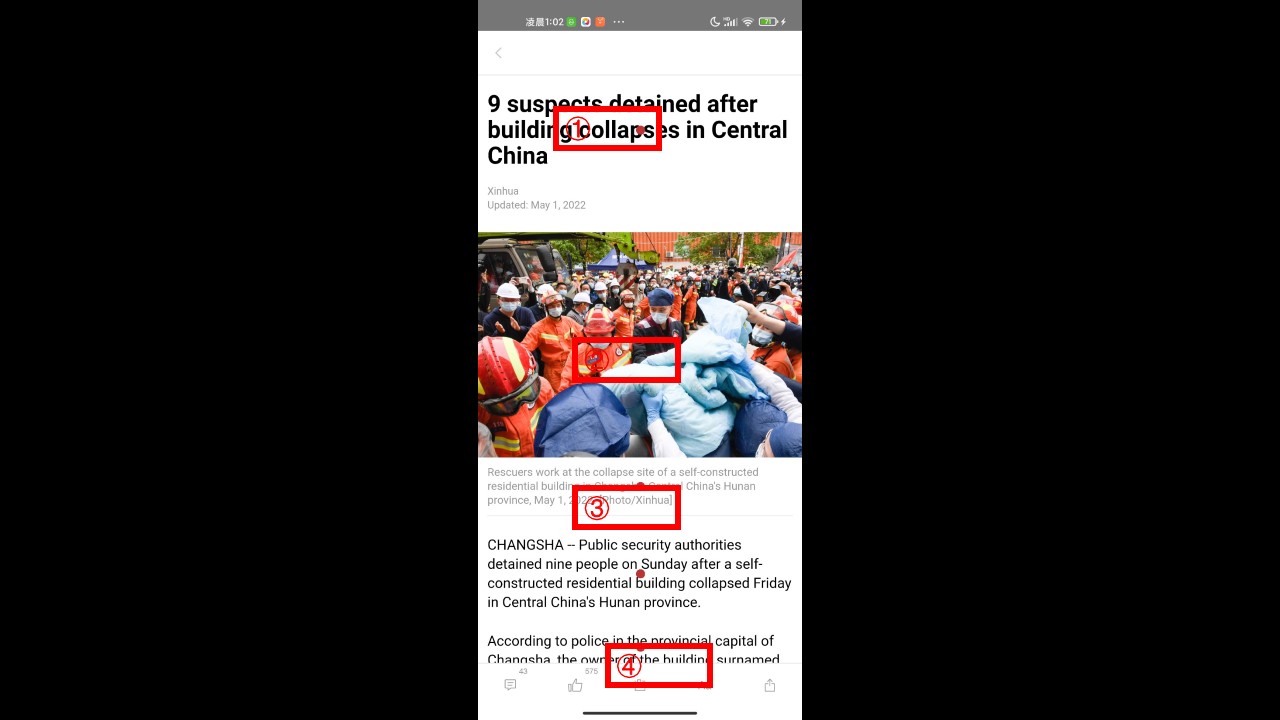 凌晨1:02
71
①
9 suspects detained after
building collapses in Central
China
Xinhua
Updated: May 1, 2022
②
Rescuers work at the collapse site of a self-constructed
residential building in Changsha, Central China's Hunan
province, May 1, 2022. [Photo/Xinhua]
③
CHANGSHA -- Public security authorities
detained nine people on Sunday after a self-
constructed residential building collapsed Friday
in Central China's Hunan province.
According to police in the provincial capital of
Changsha, the owner of the building surnamed
④
43
575